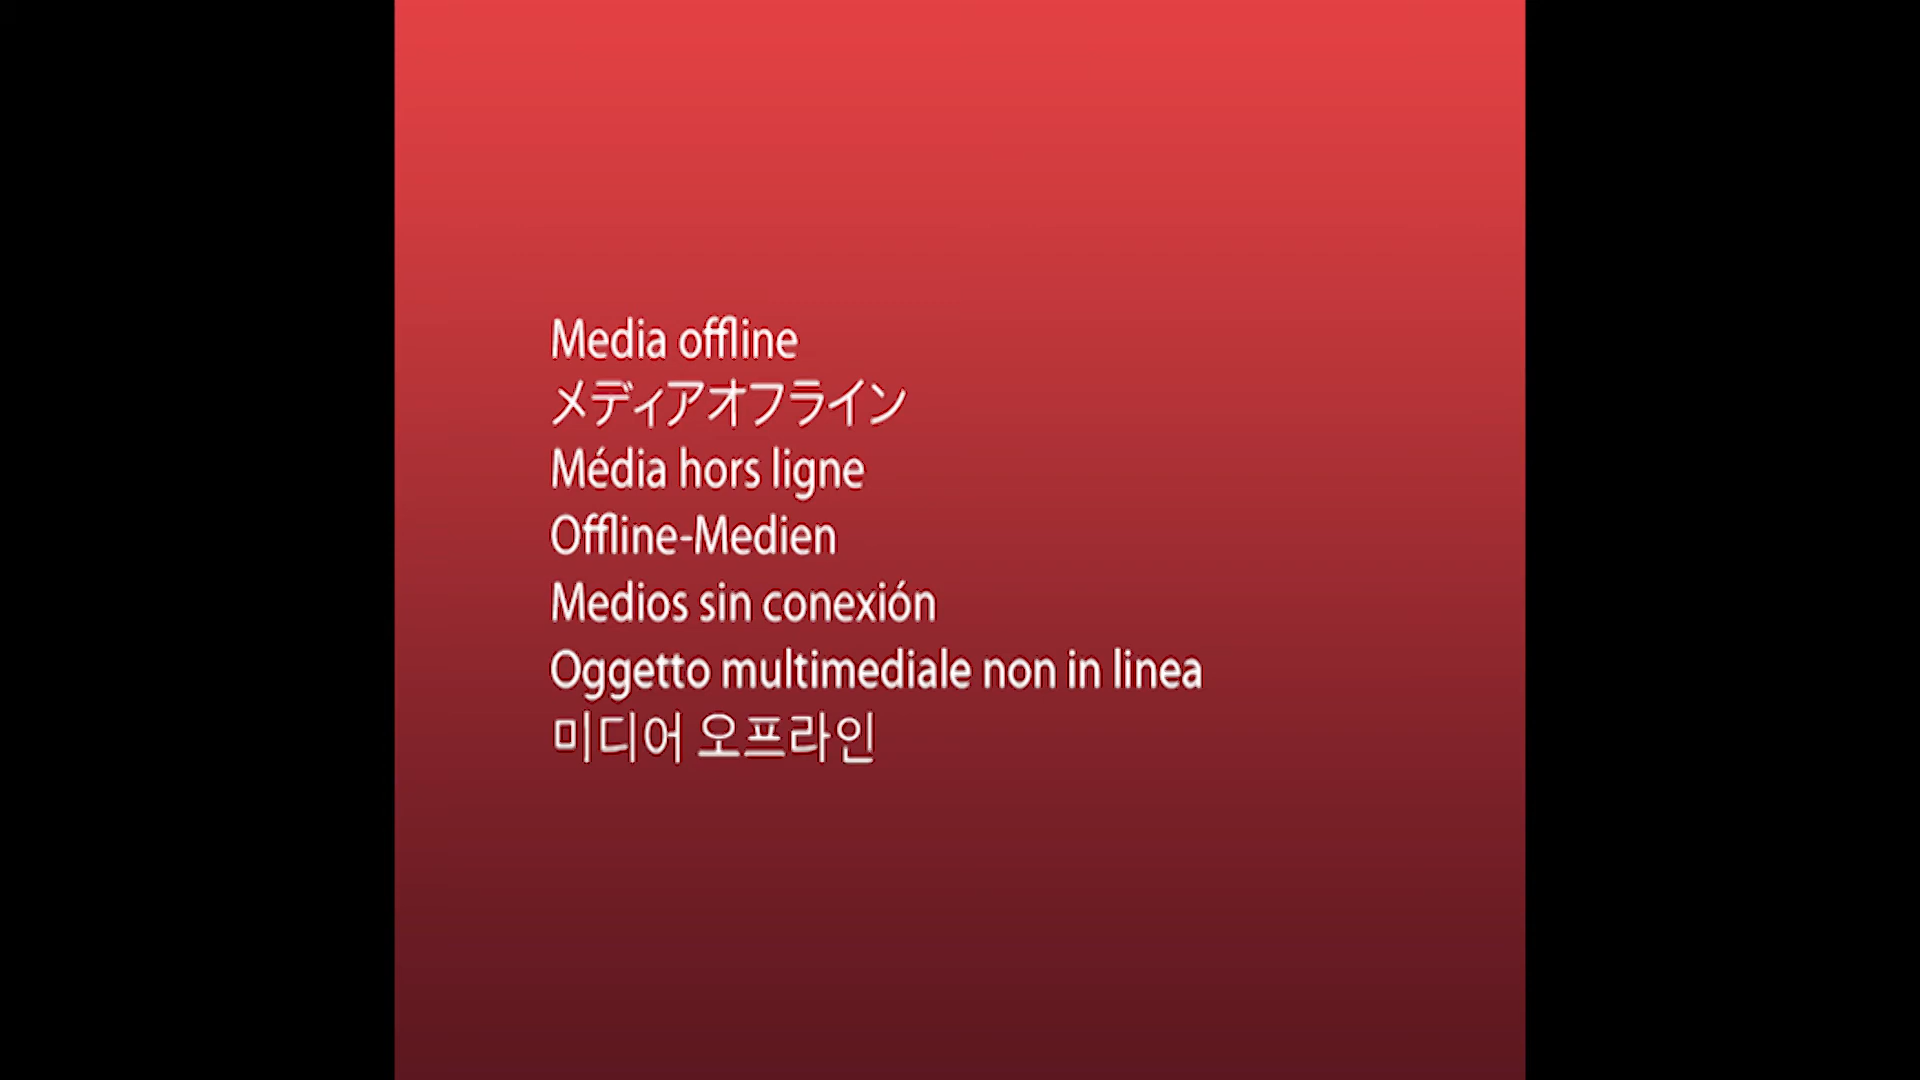 Media offline
メディアオフライン
Média hors ligne
Offline-Medien
Medios sin conexión
Oggetto multimediale non in linea
미디어 오프라인